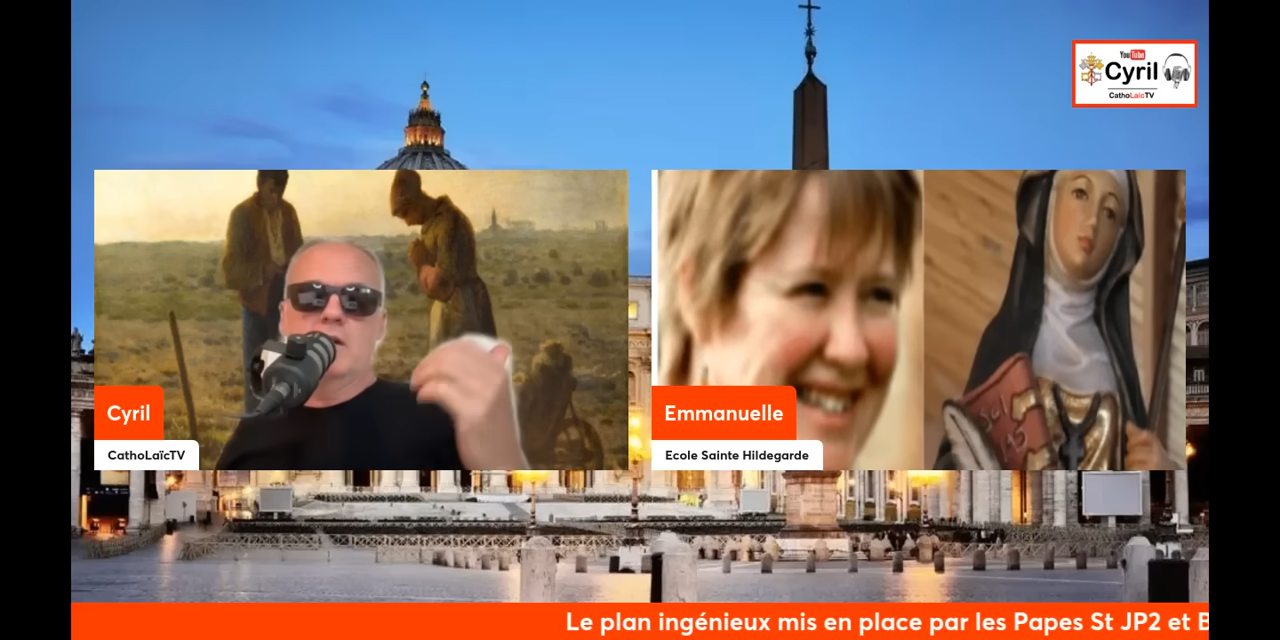 YouTube
Cyril
CathoLaïcTV
Cyril
CathoLaïcTV
Emmanuelle
Ecole Sainte Hildegarde
Le plan ingénieux mis en place par les Papes St JP2 et B